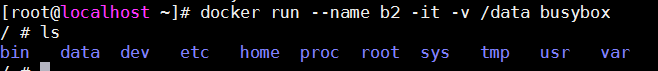 [root@localhost ~]# docker run --name b2 -it -v /data busybox
/ # ls
bin data dev etc home proc root sys tmp usr var
/ #